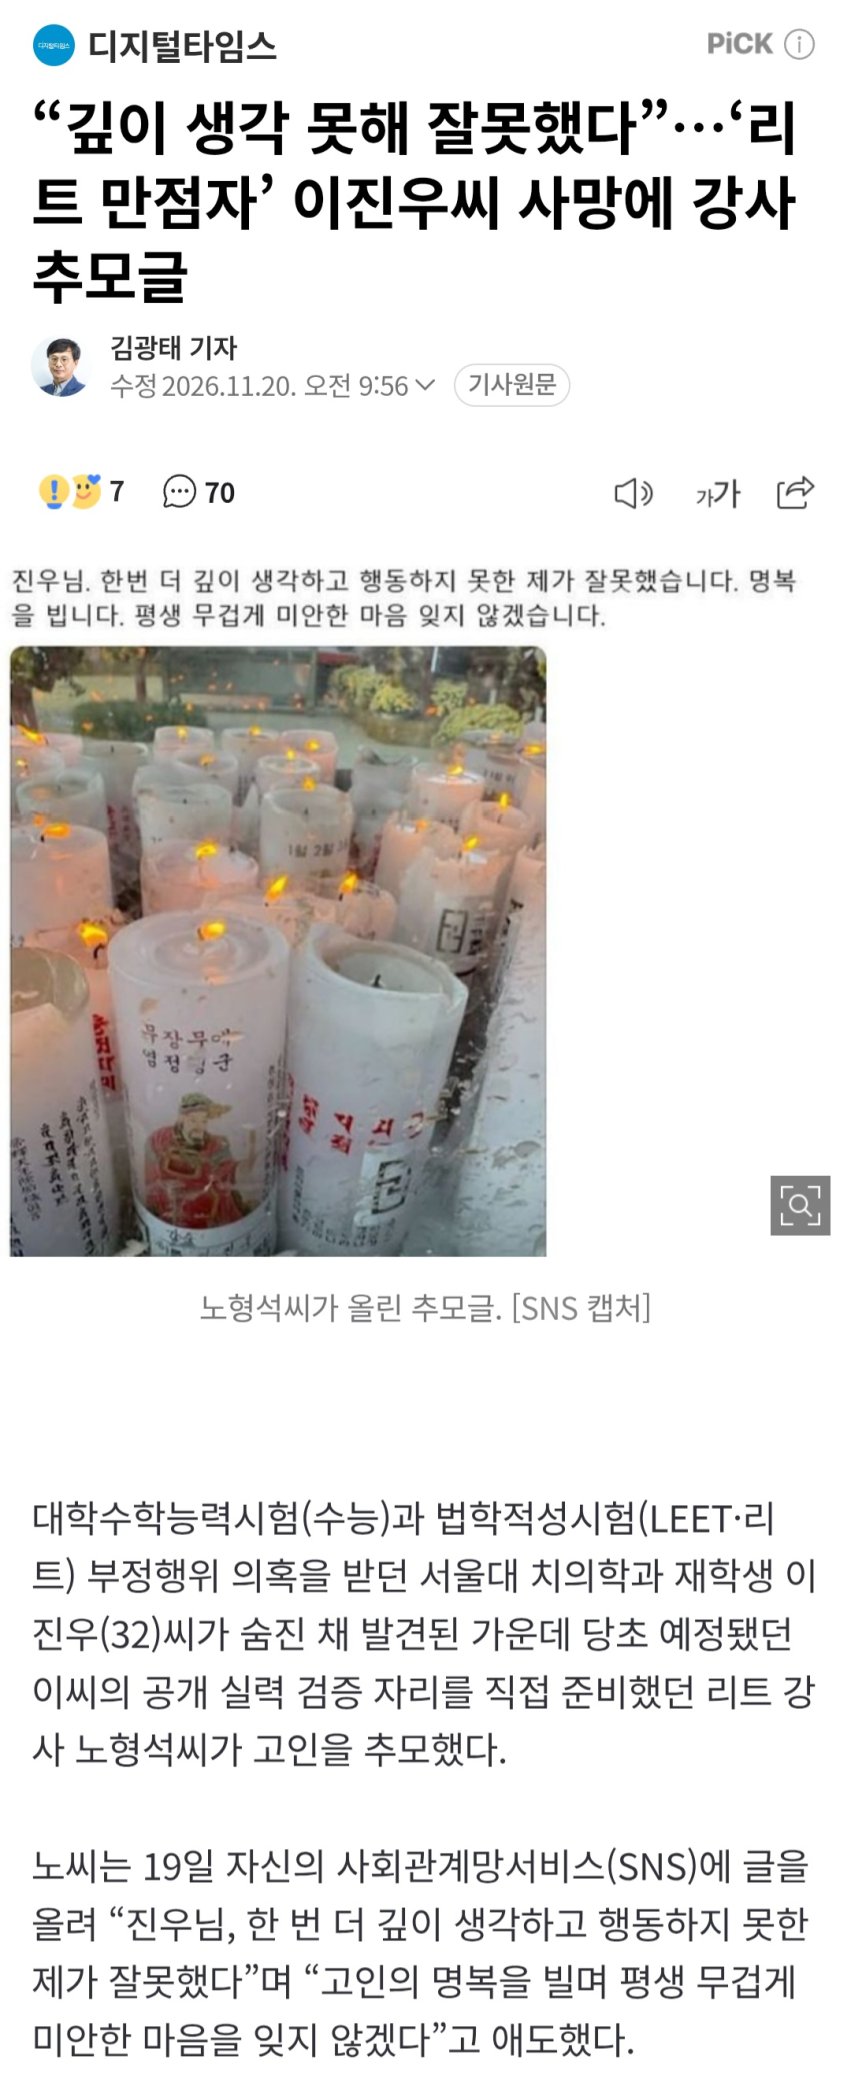 디지털타임스
PiCK
“깊이 생각 못해 잘못했다”…‘리
트 만점자’ 이진우씨 사망에 강사
추모글
김광태 기자
수정 2026.11.20. 오전 9:56
기사원문
7
70
가가
진우님. 한번 더 깊이 생각하고 행동하지 못한 제가 잘못했습니다. 명복
을 빕니다. 평생 무겁게 미안한 마음 잊지 않겠습니다.
노형석씨가 올린 추모글. [SNS 캡처]
대학수학능력시험(수능)과 법학적성시험(LEET·리
트) 부정행위 의혹을 받던 서울대 치의학과 재학생 이
진우(32)씨가 숨진 채 발견된 가운데 당초 예정됐던
이씨의 공개 실력 검증 자리를 직접 준비했던 리트 강
사 노형석씨가 고인을 추모했다.
노씨는 19일 자신의 사회관계망서비스(SNS)에 글을
올려 “진우님, 한 번 더 깊이 생각하고 행동하지 못한
제가 잘못했다”며 “고인의 명복을 빌며 평생 무겁게
미안한 마음을 잊지 않겠다”고 애도했다.